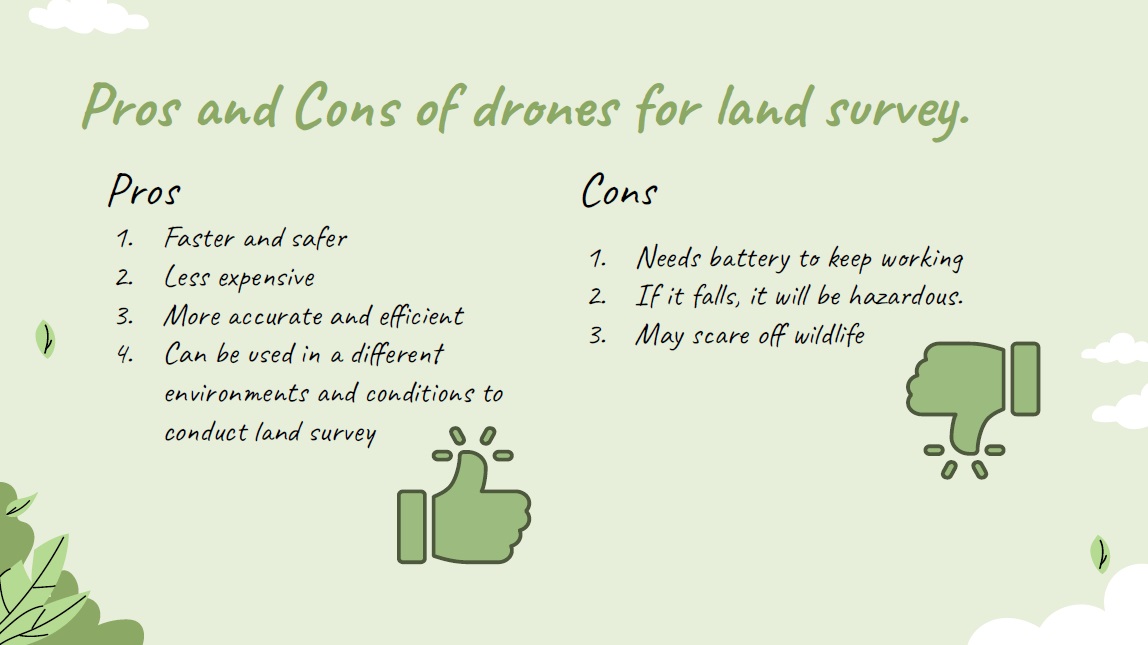 Pros and Cons of drones for land survey.
Pros
1. Faster and safer
2. Less expensive
3. More accurate and efficient
4. Can be used in a different
environments and conditions to
conduct land survey
Cons
1. Needs battery to keep working
2. If it falls, it will be hazardous.
3. May scare off wildlife